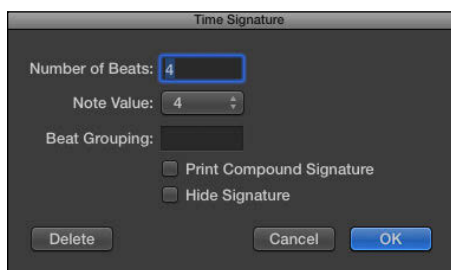 Time Signature
Number of Beats: 4
Note Value: 4
Beat Grouping:
Print Compound Signature
Hide Signature
Delete Cancel OK